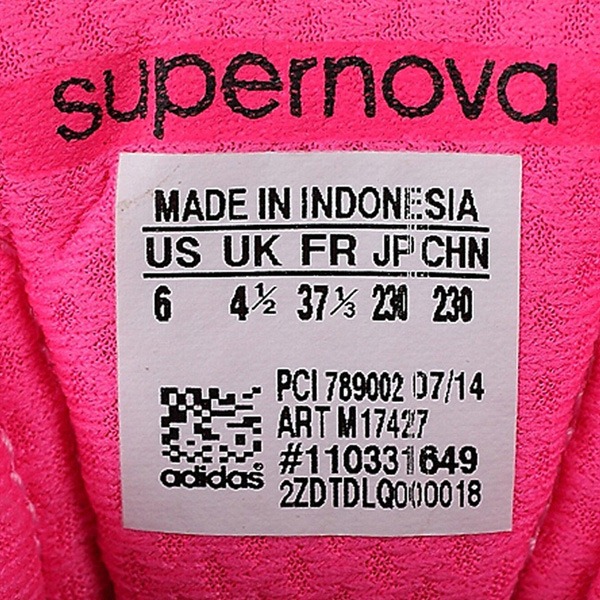 supernova
MADE IN INDONESIA
US UK FR JP CHN
6 4½ 37⅓ 230 230
PCI 789002 07/14
ART M17427
#110331649
2ZDTDLQ000018
adidas®